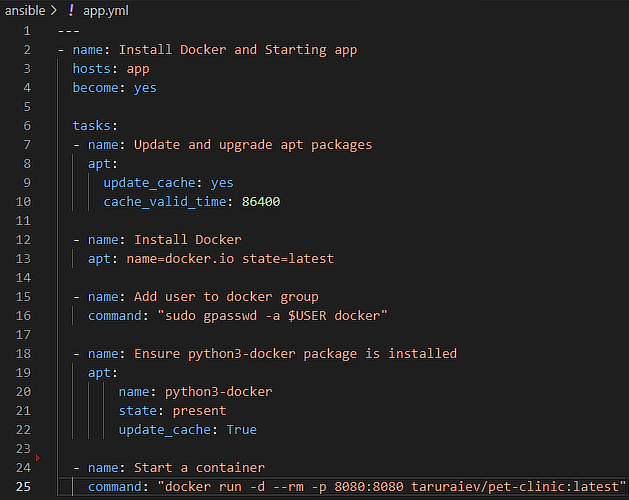 ansible > ! app.yml
1 ---
2 - name: Install Docker and Starting app
3 hosts: app
4 become: yes
5
6 tasks:
7 - name: Update and upgrade apt packages
8 apt:
9 update_cache: yes
10 cache_valid_time: 86400
11
12 - name: Install Docker
13 apt: name=docker.io state=latest
14
15 - name: Add user to docker group
16 command: "sudo gpasswd -a $USER docker"
17
18 - name: Ensure python3-docker package is installed
19 apt:
20 name: python3-docker
21 state: present
22 update_cache: True
23
24 - name: Start a container
25 command: "docker run -d --rm -p 8080:8080 taruraiev/pet-clinic:latest"